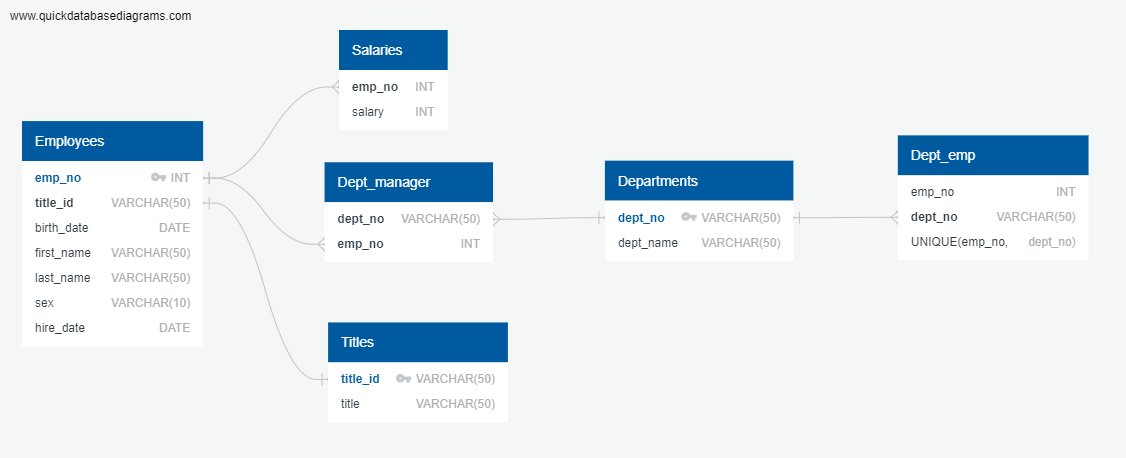 www.quickdatabasediagrams.com
Salaries
emp_no INT
salary INT
Employees
emp_no INT
title_id VARCHAR(50)
birth_date DATE
first_name VARCHAR(50)
last_name VARCHAR(50)
sex VARCHAR(10)
hire_date DATE
Dept_manager
dept_no VARCHAR(50)
emp_no INT
Departments
dept_no VARCHAR(50)
dept_name VARCHAR(50)
Dept_emp
emp_no INT
dept_no VARCHAR(50)
UNIQUE(emp_no, dept_no)
Titles
title_id VARCHAR(50)
title VARCHAR(50)